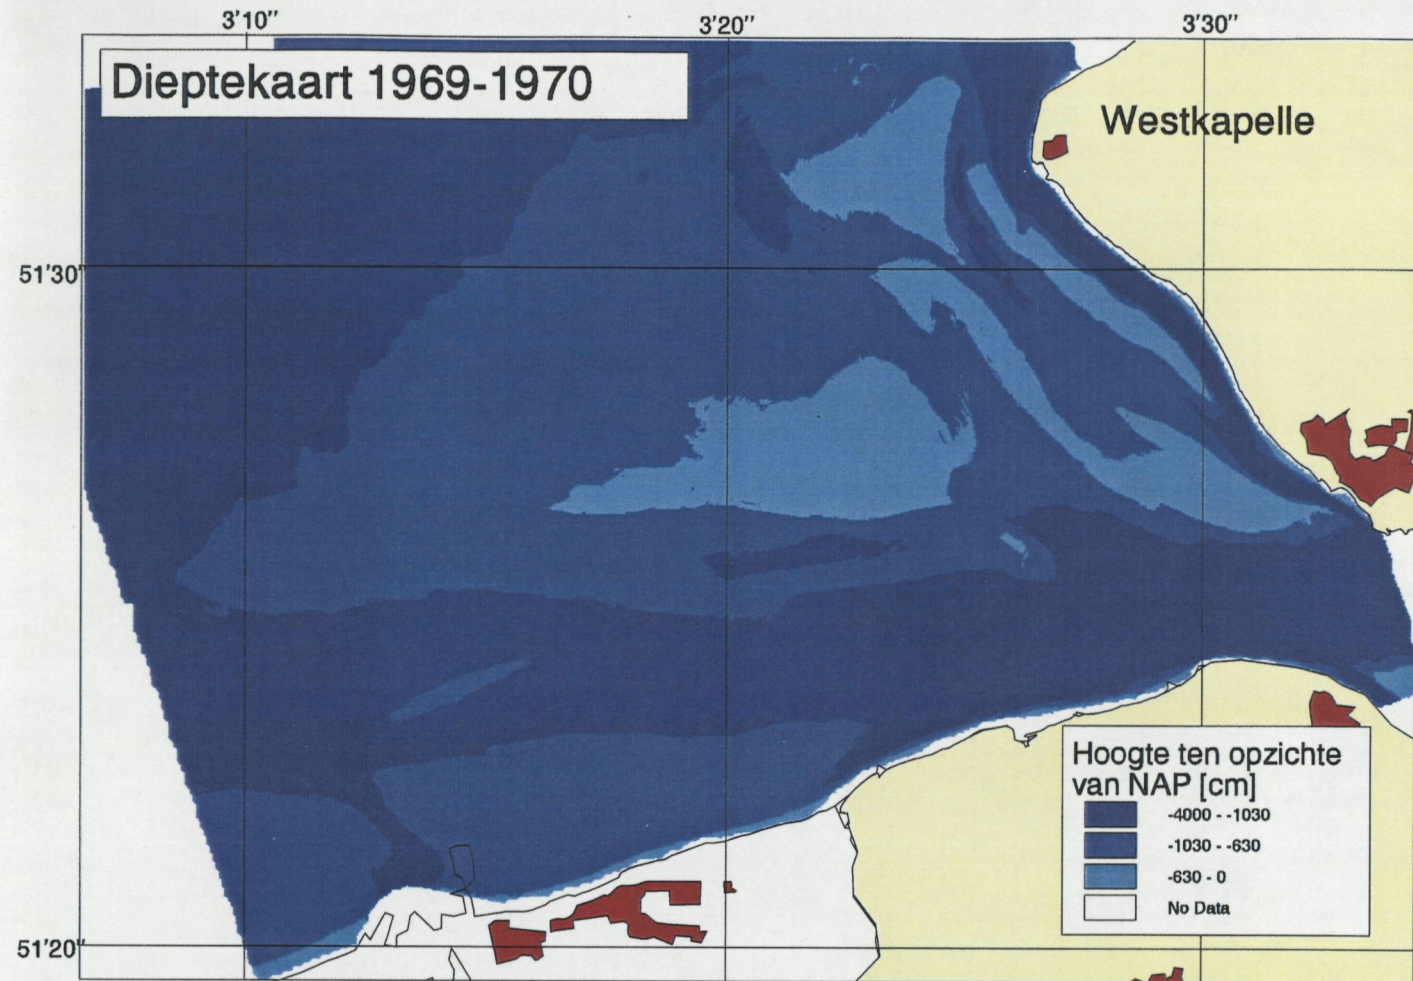 3'10" 3'20" 3'30"
Dieptekaart 1969-1970
Westkapelle
51'30"
Hoogte ten opzichte
van NAP [cm]
-4000 - -1030
-1030 - -630
-630 - 0
No Data
51'20"